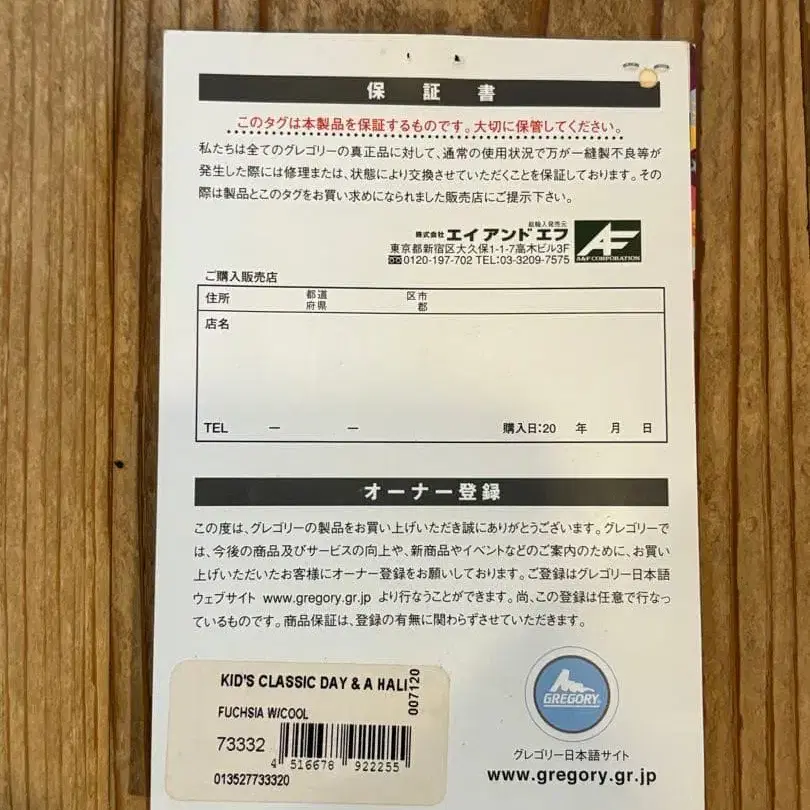 保証書
このタグは本製品を保証するものです。大切に保管してください。
私たちは全てのグレゴリーの真正品に対して、通常の使用状況で万が一縫製不良等が
発生した際には修理または、状態により交換させていただくことを保証しております。その
際は製品とこのタグをお買い求めになられました販売店にご提示下さい。
総輸入発売元
株式会社 エイ アンド エフ
東京都新宿区大久保1-1-7高木ビル3F
0120-197-702 TEL:03-3209-7575
AF
A&F CORPORATION
ご購入販売店
住所 都道府県 区市郡
店名
TEL ー ー 購入日:20 年 月 日
オーナー登録
この度は、グレゴリーの製品をお買い上げいただき誠にありがとうございます。グレゴリーで
は、今後の商品及びサービスの向上や、新商品やイベントなどのご案内のために、お買い
上げいただいたお客様にオーナー登録をお願いしております。ご登録はグレゴリー日本語
ウェブサイト www.gregory.gr.jp より行なうことができます。尚、この登録は任意で行なっ
ているものです。商品保証は、登録の有無に関わらずさせていただきます。
KID'S CLASSIC DAY & A HALF
007120
FUCHSIA W/COOL
73332
4 516678 922255
013527733320
GREGORY
グレゴリー日本語サイト
www.gregory.gr.jp